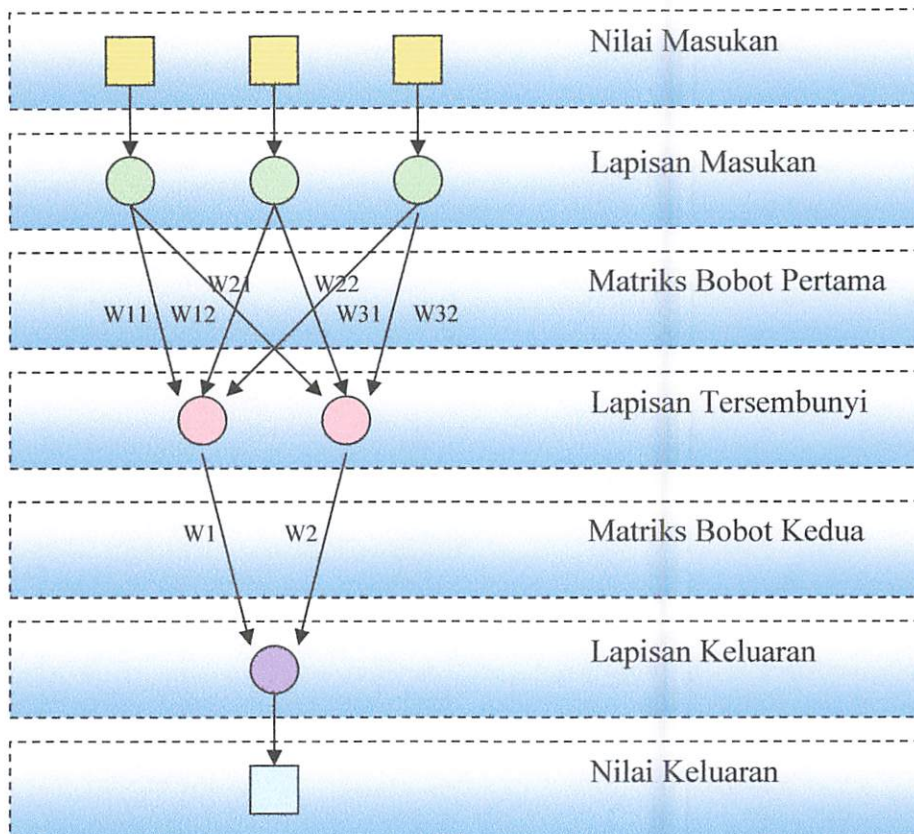 Nilai Masukan
Lapisan Masukan
Matriks Bobot Pertama
W21 W22
W11 W12 W31 W32
Lapisan Tersembunyi
Matriks Bobot Kedua
W1 W2
Lapisan Keluaran
Nilai Keluaran